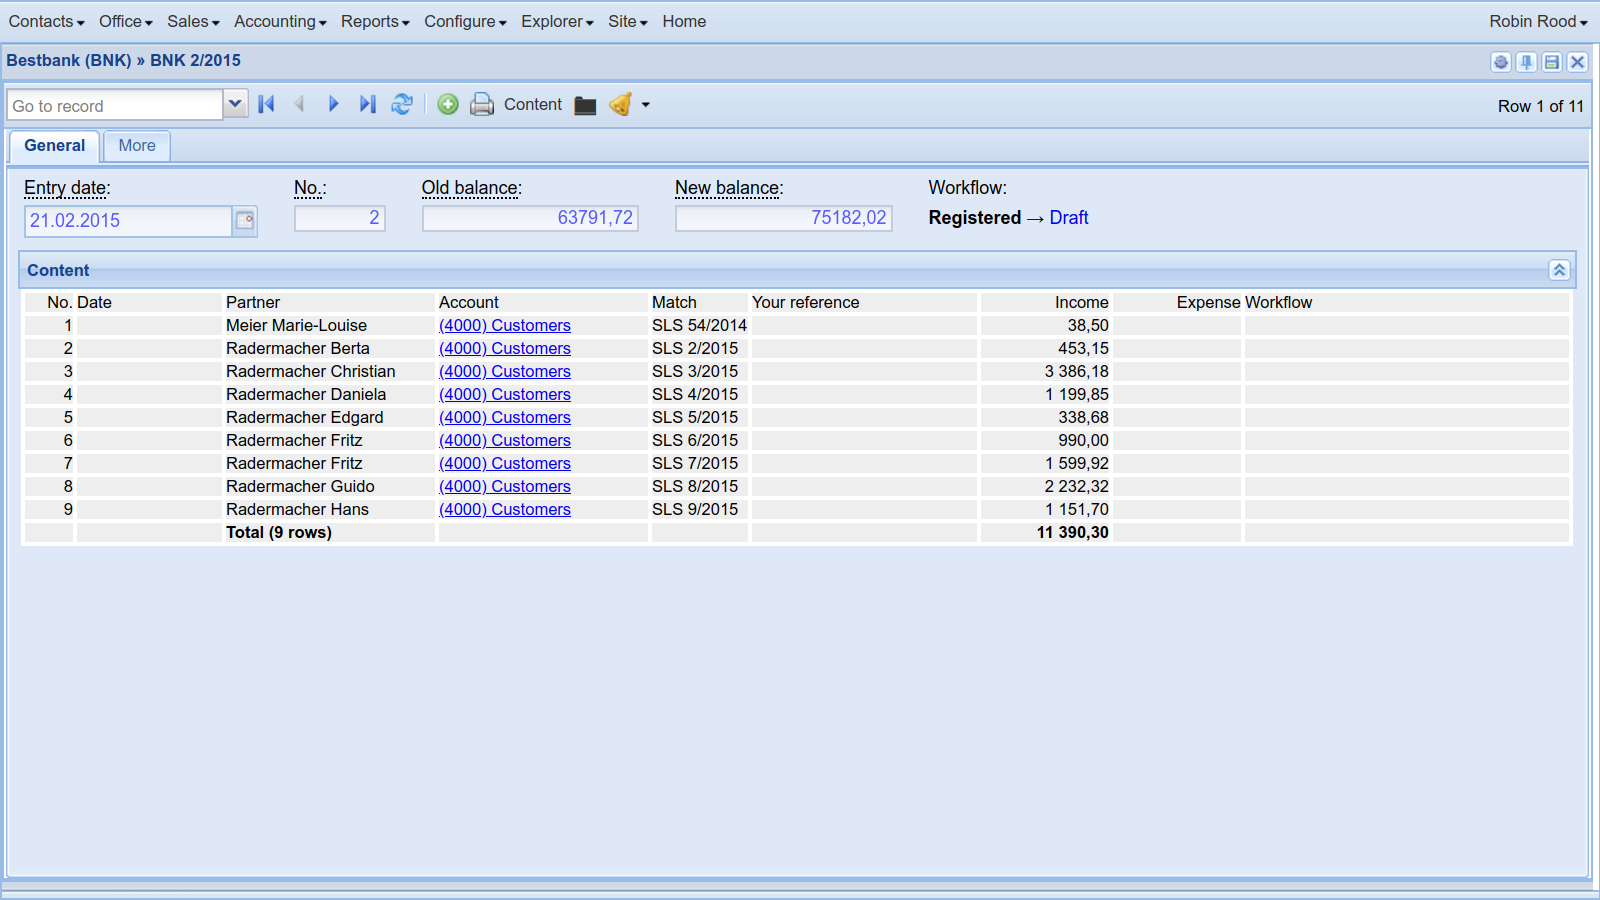 Contacts Office Sales Accounting Reports Configure Explorer Site Home Robin Rood
Bestbank (BNK) » BNK 2/2015
Go to record Content Row 1 of 11
General More
Entry date: No.: Old balance: New balance: Workflow:
21.02.2015 2 63791,72 75182,02 Registered → Draft
Content
No. Date Partner Account Match Your reference Income Expense Workflow
1 Meier Marie-Louise (4000) Customers SLS 54/2014 38,50
2 Radermacher Berta (4000) Customers SLS 2/2015 453,15
3 Radermacher Christian (4000) Customers SLS 3/2015 3 386,18
4 Radermacher Daniela (4000) Customers SLS 4/2015 1 199,85
5 Radermacher Edgard (4000) Customers SLS 5/2015 338,68
6 Radermacher Fritz (4000) Customers SLS 6/2015 990,00
7 Radermacher Fritz (4000) Customers SLS 7/2015 1 599,92
8 Radermacher Guido (4000) Customers SLS 8/2015 2 232,32
9 Radermacher Hans (4000) Customers SLS 9/2015 1 151,70
Total (9 rows) 11 390,30